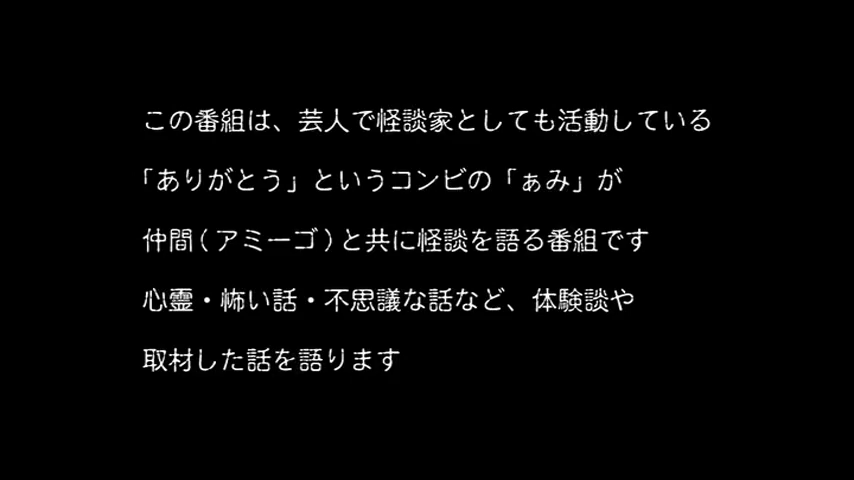 この番組は、芸人で怪談家としても活動している
「ありがとう」というコンビの「ぁみ」が
仲間(アミーゴ)と共に怪談を語る番組です
心霊・怖い話・不思議な話など、体験談や
取材した話を語ります